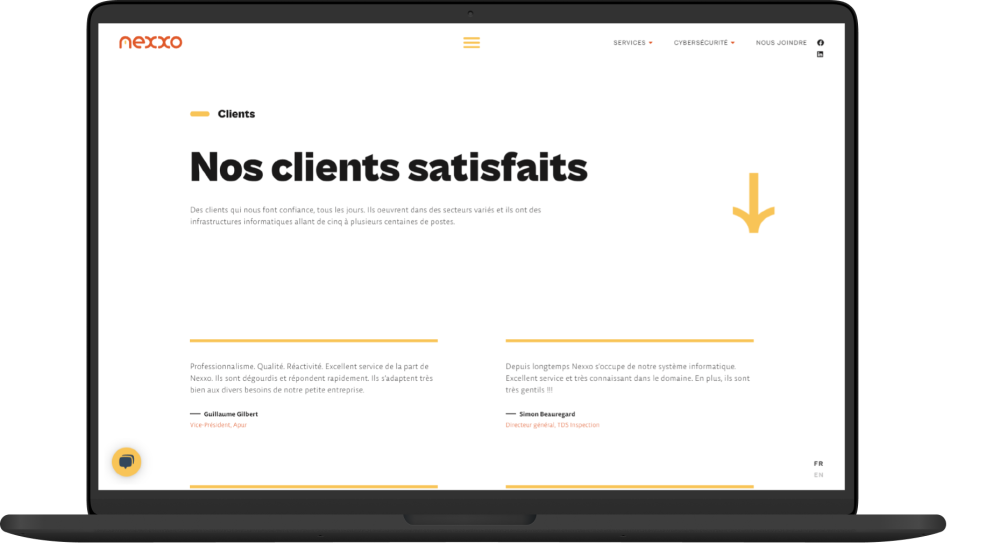 nexxo
SERVICES
CYBERSÉCURITÉ
NOUS JOINDRE
Clients
Nos clients satisfaits
Des clients qui nous font confiance, tous les jours. Ils oeuvrent dans des secteurs variés et ils ont des
infrastructures informatiques allant de cinq à plusieurs centaines de postes.
Professionnalisme. Qualité. Réactivité. Excellent service de la part de
Nexxo. Ils sont dégourdis et répondent rapidement. Ils s'adaptent très
bien aux divers besoins de notre petite entreprise.
Guillaume Gilbert
Vice-Président, Apur
Depuis longtemps Nexxo s'occupe de notre système informatique.
Excellent service et très connaissant dans le domaine. En plus, ils sont
très gentils !!!
Simon Beauregard
Directeur général, 1D5 Inspection
FR
EN